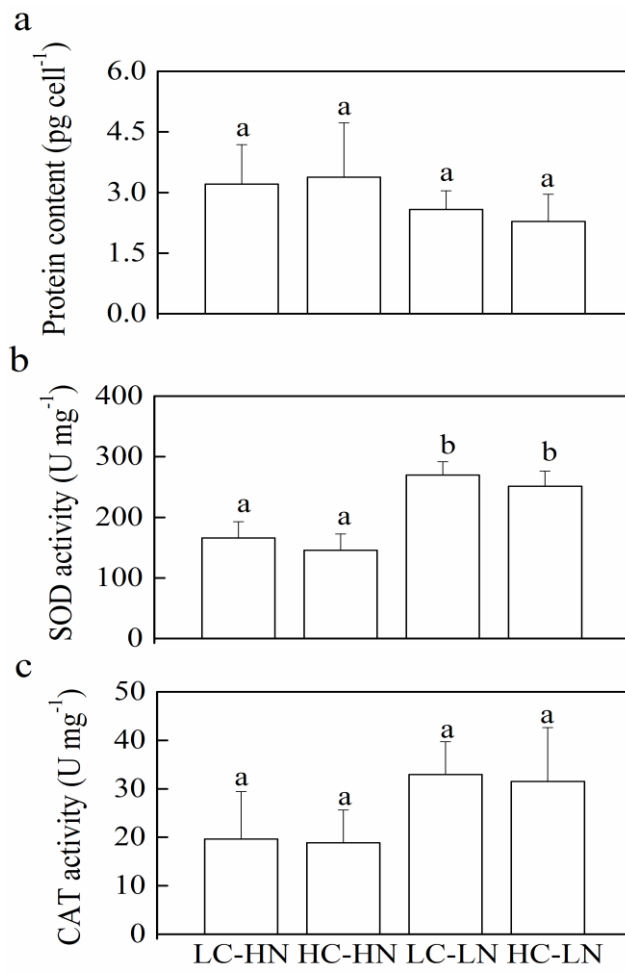 a
Protein content (pg cell⁻¹)
6.0
4.5
3.0
1.5
0.0
a
a
a
a
b
SOD activity (U mg⁻¹)
400
300
200
100
0
a
a
b
b
c
CAT activity (U mg⁻¹)
50
40
30
20
10
0
a
a
a
a
LC-HN HC-HN LC-LN HC-LN